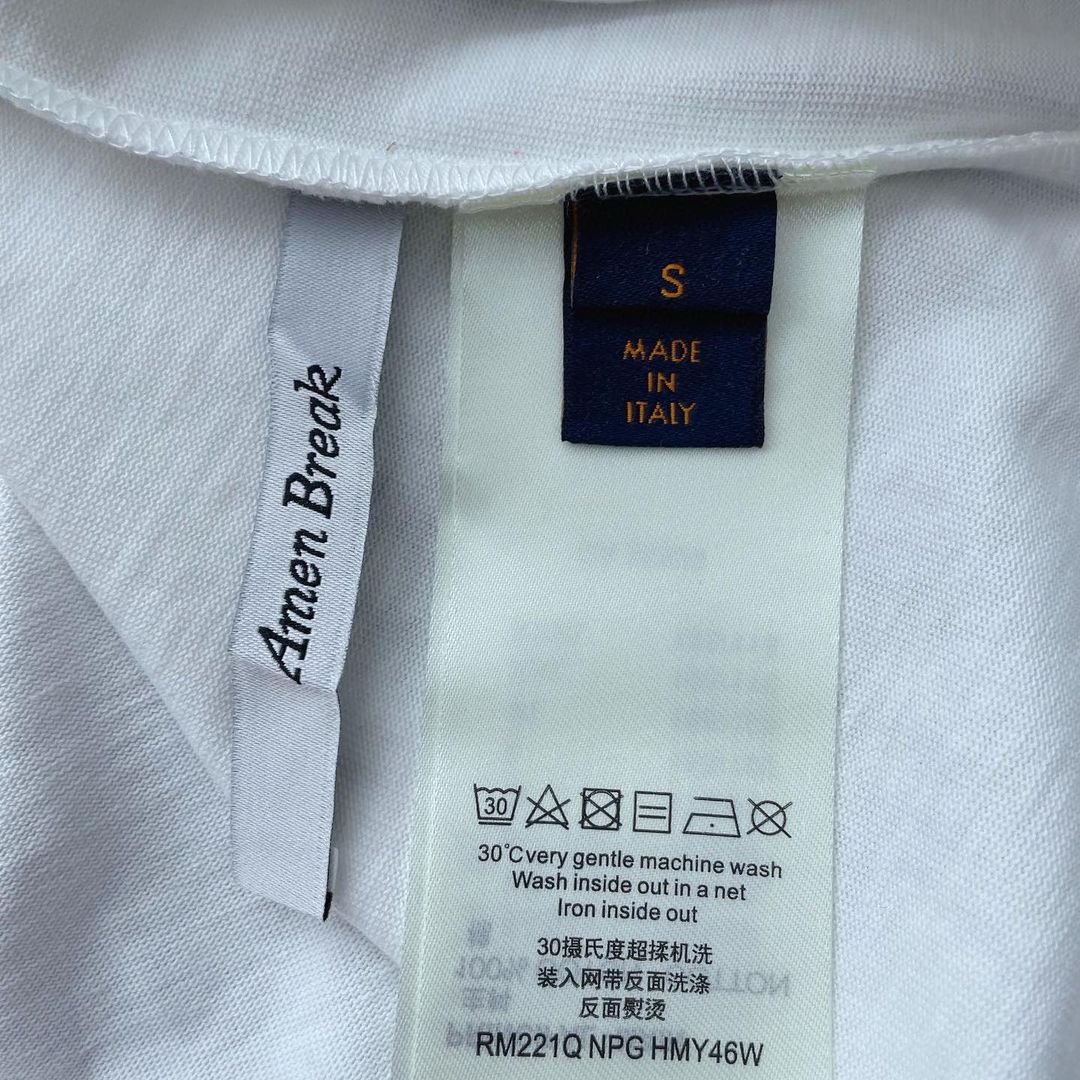 Amen Break
S
MADE
IN
ITALY
30
30℃very gentle machine wash
Wash inside out in a net
Iron inside out
30摄氏度超揉机洗
装入网带反面洗涤
反面熨烫
RM221Q NPG HMY46W